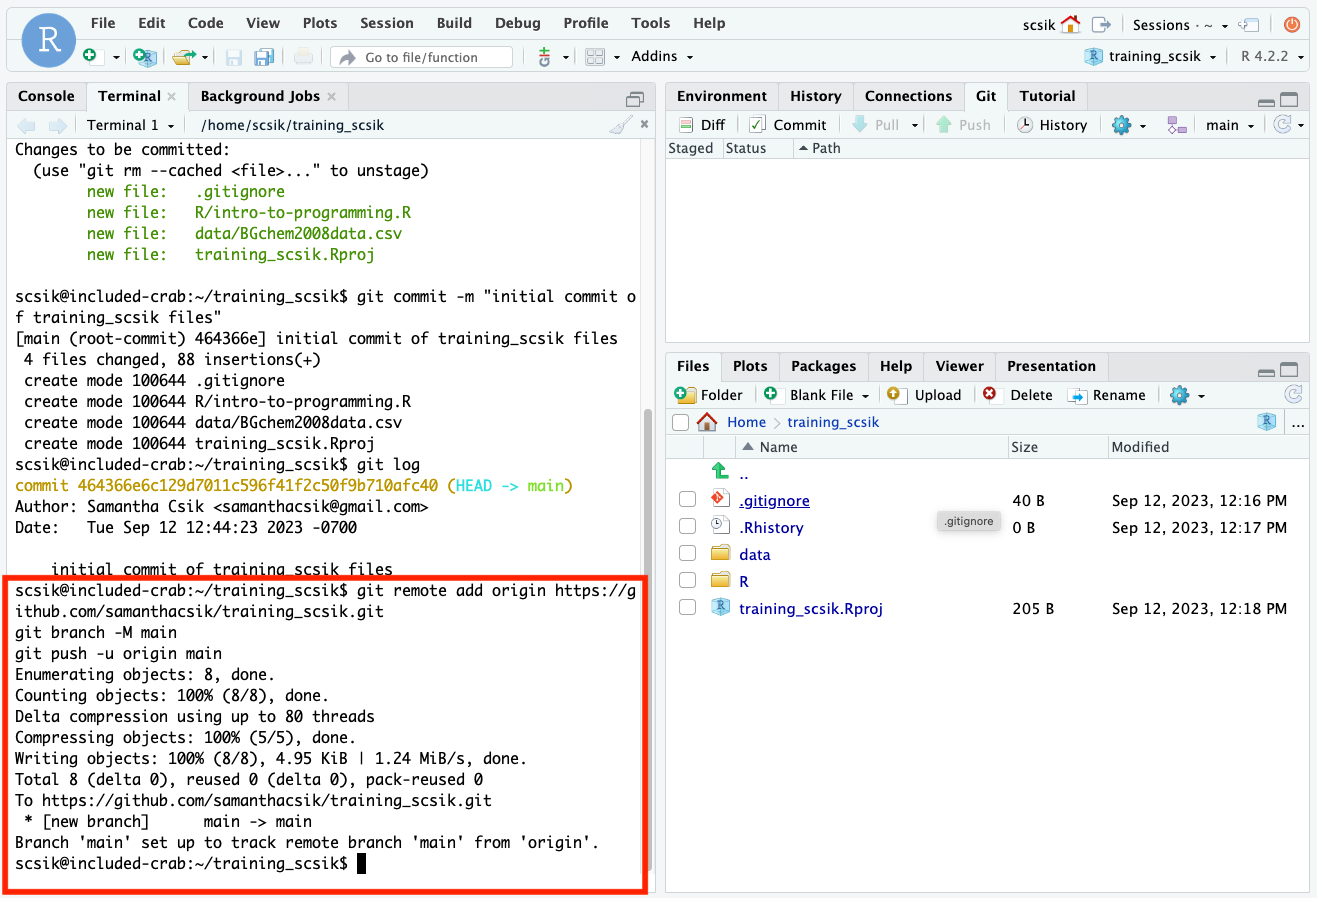 R File Edit Code View Plots Session Build Debug Profile Tools Help scsik Sessions ~
Go to file/function Git Addins training_scsik R 4.2.2
Console Terminal Background Jobs
Terminal 1 /home/scsik/training_scsik
Changes to be committed:
(use "git rm --cached <file>..." to unstage)
new file: .gitignore
new file: R/intro-to-programming.R
new file: data/BGchem2008data.csv
new file: training_scsik.Rproj
scsik@included-crab:~/training_scsik$ git commit -m "initial commit o
f training_scsik files"
[main (root-commit) 464366e] initial commit of training_scsik files
4 files changed, 88 insertions(+)
create mode 100644 .gitignore
create mode 100644 R/intro-to-programming.R
create mode 100644 data/BGchem2008data.csv
create mode 100644 training_scsik.Rproj
scsik@included-crab:~/training_scsik$ git log
commit 464366e6c129d7011c596f41f2c50f9b710afc40 (HEAD -> main)
Author: Samantha Csik <samanthacsik@gmail.com>
Date: Tue Sep 12 12:44:23 2023 -0700
initial commit of training_scsik files
scsik@included-crab:~/training_scsik$ git remote add origin https://g
ithub.com/samanthacsik/training_scsik.git
git branch -M main
git push -u origin main
Enumerating objects: 8, done.
Counting objects: 100% (8/8), done.
Delta compression using up to 80 threads
Compressing objects: 100% (5/5), done.
Writing objects: 100% (8/8), 4.95 KiB | 1.24 MiB/s, done.
Total 8 (delta 0), reused 0 (delta 0), pack-reused 0
To https://github.com/samanthacsik/training_scsik.git
* [new branch] main -> main
Branch 'main' set up to track remote branch 'main' from 'origin'.
scsik@included-crab:~/training_scsik$
Environment History Connections Git Tutorial
Diff Commit Pull Push History main
Staged Status Path
Files Plots Packages Help Viewer Presentation
Folder Blank File Upload Delete Rename
Home training_scsik ...
Name Size Modified
..
.gitignore 40 B Sep 12, 2023, 12:16 PM
.gitignore
.Rhistory 0 B Sep 12, 2023, 12:17 PM
data
R
training_scsik.Rproj 205 B Sep 12, 2023, 12:18 PM